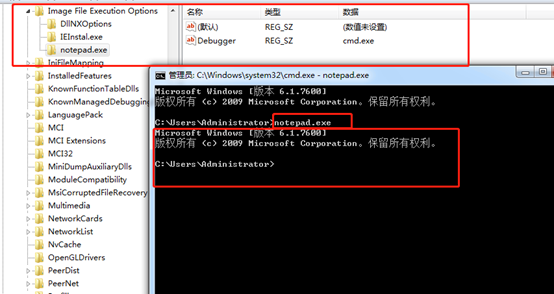 Image File Execution Options
DllNXOptions
IEInstal.exe
notepad.exe
IniFileMapping
InstalledFeatures
KnownFunctionTableDlls
KnownManagedDebugging
LanguagePack
MCI
MCI Extensions
MCI32
MiniDumpAuxiliaryDlls
ModuleCompatibility
MsiCorruptedFileRecovery
Multimedia
NetworkCards
NetworkList
NvCache
OpenGLDrivers
PeerDist
PeerNet
名称 类型 数据
(默认) REG_SZ (数值未设置)
Debugger REG_SZ cmd.exe
管理员: C:\Windows\system32\cmd.exe - notepad.exe
Microsoft Windows [版本 6.1.7600]
版权所有 (c) 2009 Microsoft Corporation。保留所有权利。
C:\Users\Administrator>notepad.exe
Microsoft Windows [版本 6.1.7600]
版权所有 (c) 2009 Microsoft Corporation。保留所有权利。
C:\Users\Administrator>